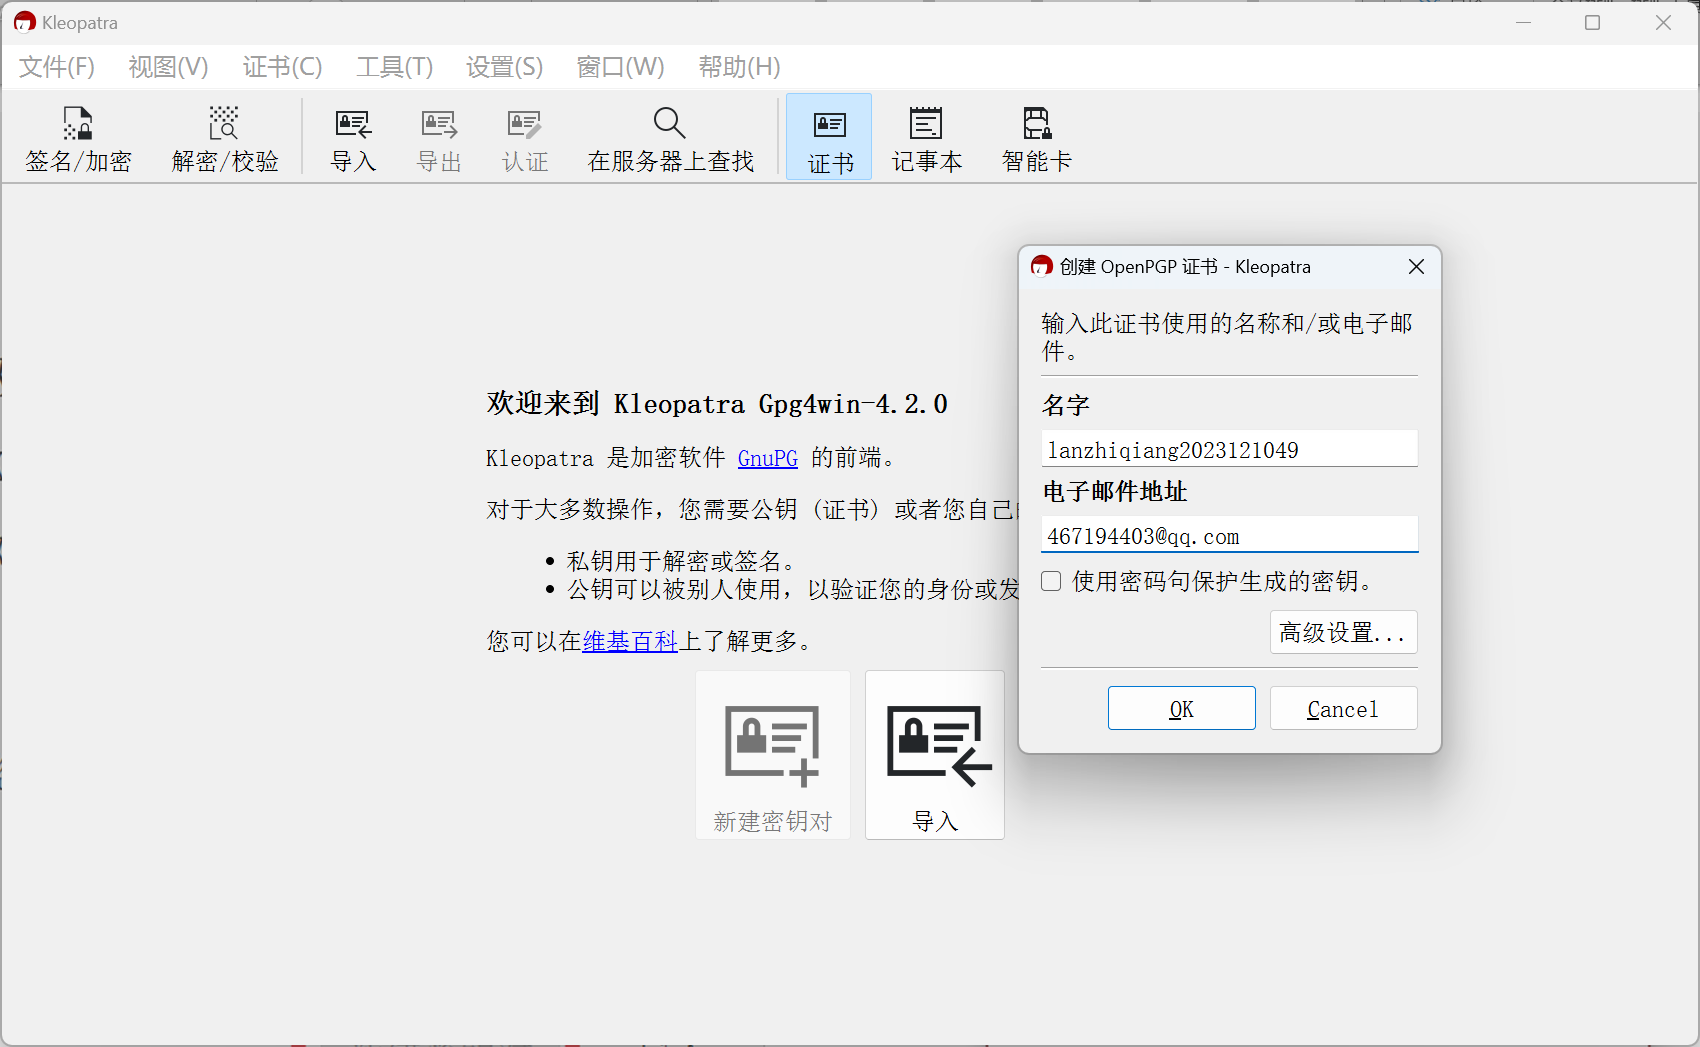 Kleopatra
文件(F) 视图(V) 证书(C) 工具(T) 设置(S) 窗口(W) 帮助(H)
签名/加密 解密/校验 导入 导出 认证 在服务器上查找 证书 记事本 智能卡
欢迎来到 Kleopatra Gpg4win-4.2.0
Kleopatra 是加密软件 GnuPG 的前端。
对于大多数操作，您需要公钥（证书）或者您自己
私钥用于解密或签名。
公钥可以被别人使用，以验证您的身份或发
您可以在维基百科上了解更多。
新建密钥对 导入
创建 OpenPGP 证书 - Kleopatra
输入此证书使用的名称和/或电子邮
件。
名字
lanzhiqiang2023121049
电子邮件地址
467194403@qq.com
使用密码句保护生成的密钥。
高级设置...
OK Cancel